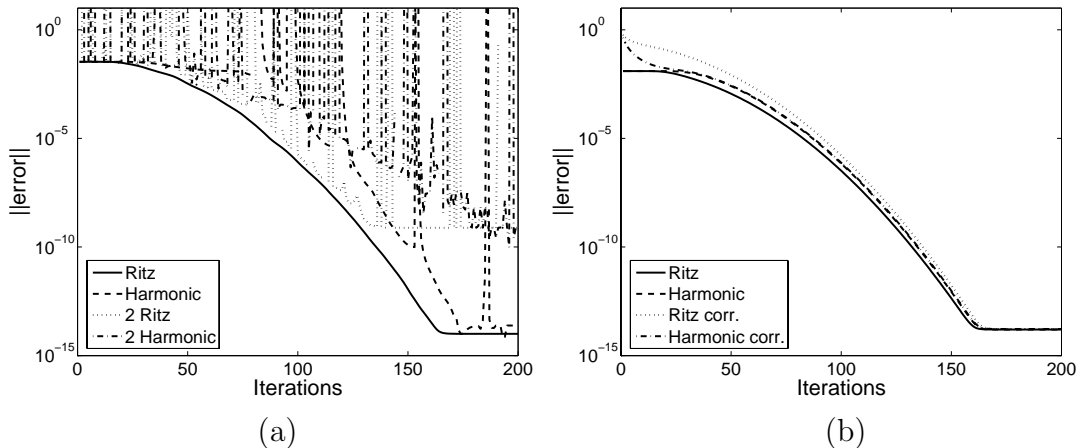 10^0
10^-5
10^-10
10^-15
||error||
Ritz
Harmonic
2 Ritz
2 Harmonic
0
50
100
150
200
Iterations
(a)
10^0
10^-5
10^-10
10^-15
||error||
Ritz
Harmonic
Ritz corr.
Harmonic corr.
0
50
100
150
200
Iterations
(b)